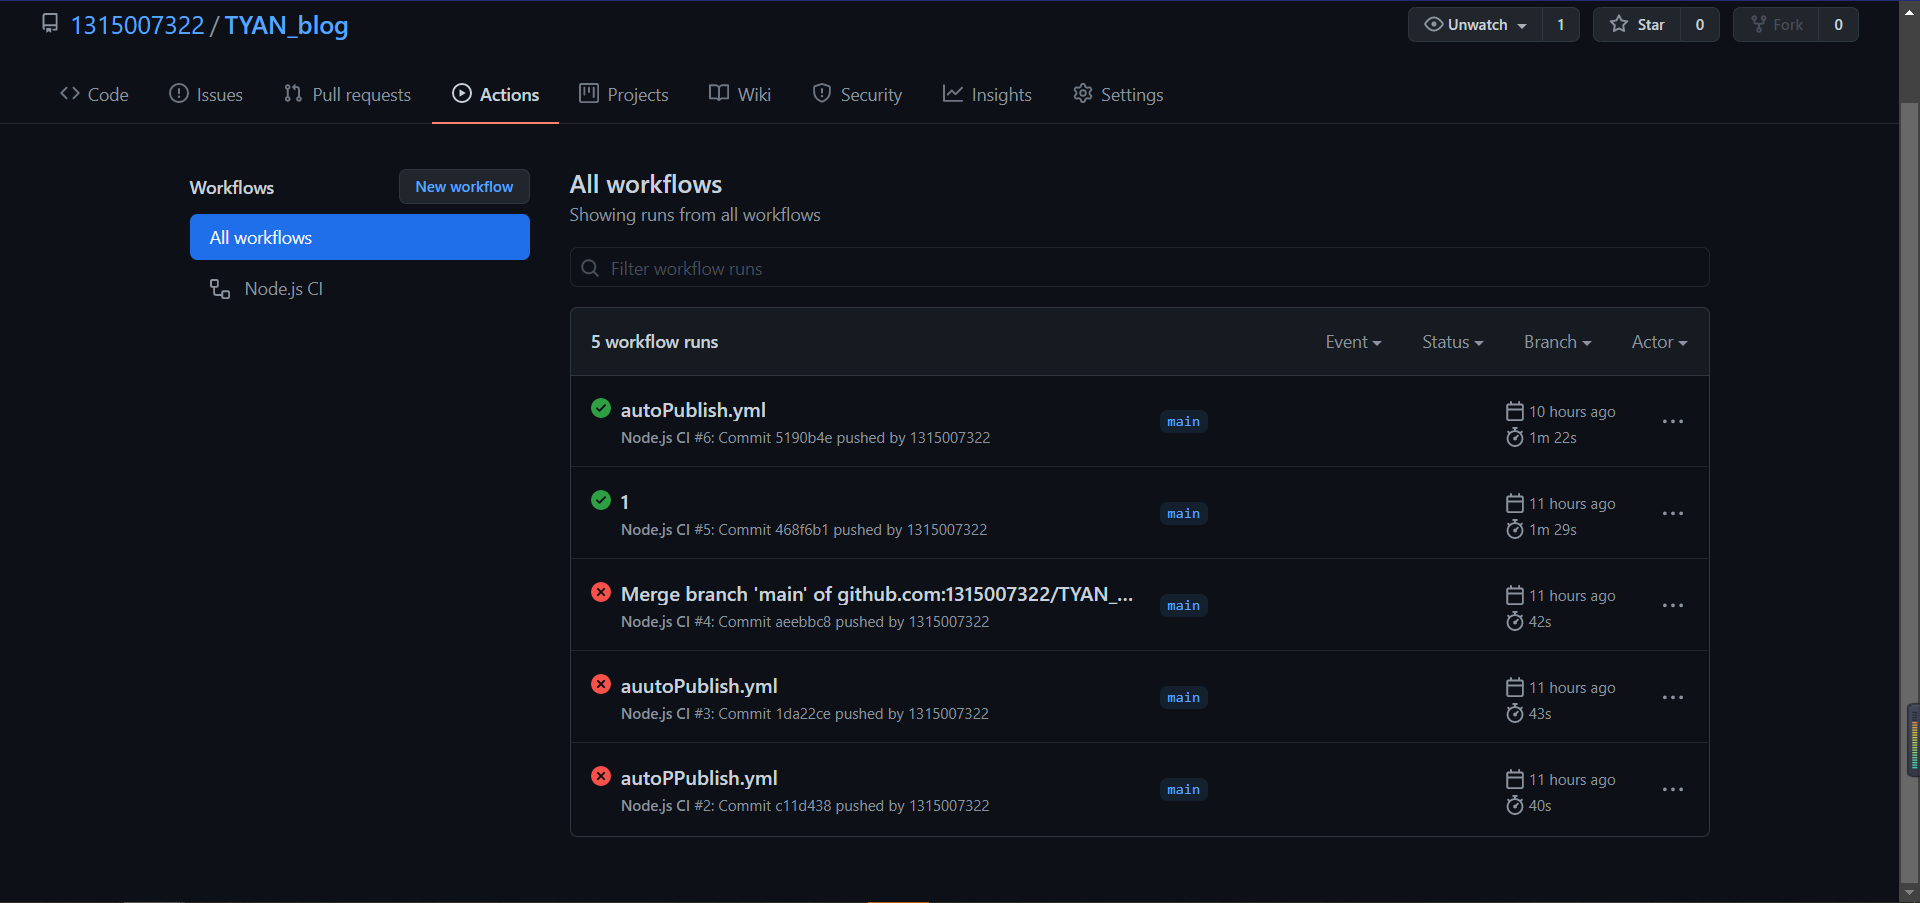 1315007322 / TYAN_blog
Unwatch 1
Star 0
Fork 0
Code
Issues
Pull requests
Actions
Projects
Wiki
Security
Insights
Settings
Workflows
New workflow
All workflows
Node.js CI
All workflows
Showing runs from all workflows
Filter workflow runs
5 workflow runs
Event
Status
Branch
Actor
autoPublish.yml
Node.js CI #6: Commit 5190b4e pushed by 1315007322
main
10 hours ago
1m 22s
1
Node.js CI #5: Commit 468f6b1 pushed by 1315007322
main
11 hours ago
1m 29s
Merge branch 'main' of github.com:1315007322/TYAN_...
Node.js CI #4: Commit aeebbc8 pushed by 1315007322
main
11 hours ago
42s
auutoPublish.yml
Node.js CI #3: Commit 1da22ce pushed by 1315007322
main
11 hours ago
43s
autoPPublish.yml
Node.js CI #2: Commit c11d438 pushed by 1315007322
main
11 hours ago
40s